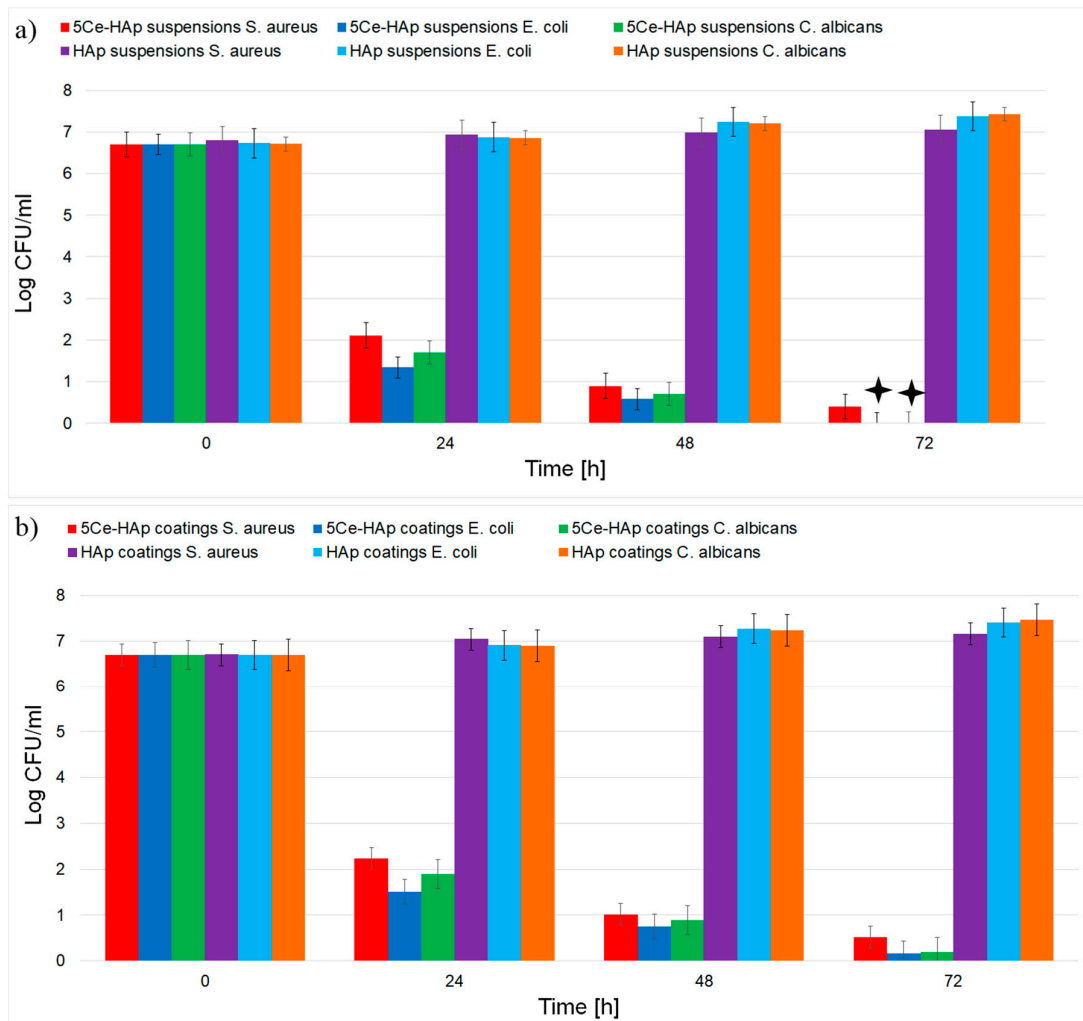 a)
5Ce-HAp suspensions S. aureus 5Ce-HAp suspensions E. coli 5Ce-HAp suspensions C. albicans
HAp suspensions S. aureus HAp suspensions E. coli HAp suspensions C. albicans
8
7
6
5
4
3
2
1
0
Log CFU/ml
0 24 48 72
Time [h]
b)
5Ce-HAp coatings S. aureus 5Ce-HAp coatings E. coli 5Ce-HAp coatings C. albicans
HAp coatings S. aureus HAp coatings E. coli HAp coatings C. albicans
8
7
6
5
4
3
2
1
0
Log CFU/ml
0 24 48 72
Time [h]